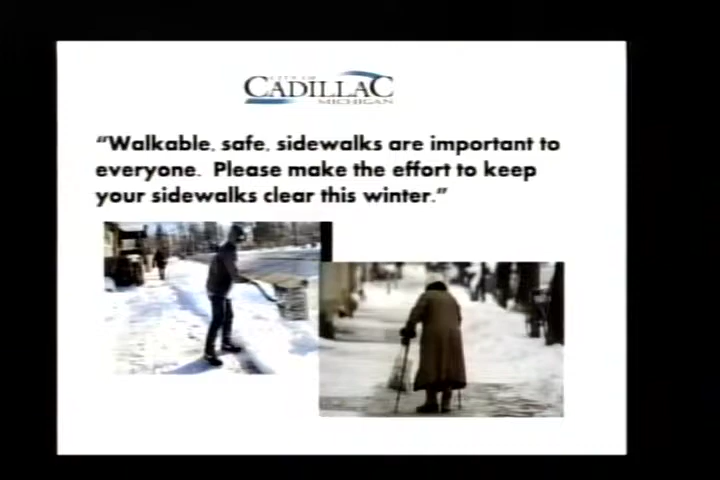 CITY OF
CADILLAC
MICHIGAN
"Walkable, safe, sidewalks are important to
everyone. Please make the effort to keep
your sidewalks clear this winter."